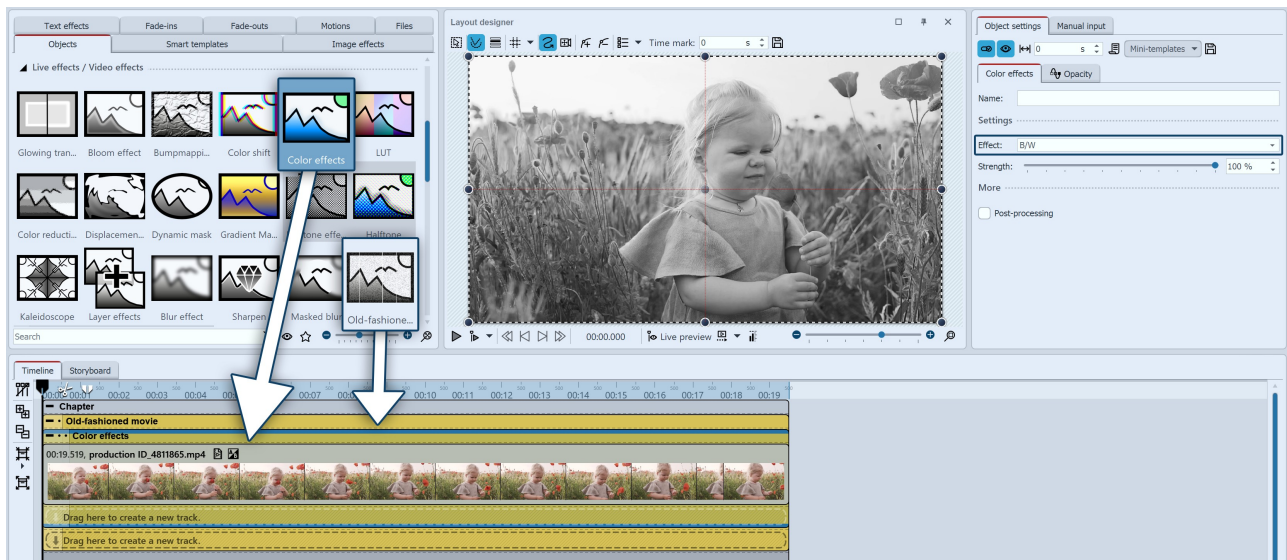 Text effects Fade-ins Fade-outs Motions Files
Objects Smart templates Image effects
Live effects / Video effects
Glowing tran... Bloom effect Bumpmappi... Color shift Color effects LUT
Color reducti... Displacemen... Dynamic mask Gradient Ma... tone effe... Halftone
Kaleidoscope Layer effects Blur effect Sharpen Masked blur Old-fashione...
Search
Layout designer
Time mark: 0 s
00:00.000 Live preview
Object settings Manual input
0 s Mini-templates
Color effects Opacity
Name:
Settings
Effect: B/W
Strength: 100 %
More
Post-processing
Timeline Storyboard
00:01 00:02 00:03 00:04 00:07 00:10 00:11 00:12 00:13 00:14 00:15 00:16 00:17 00:18 00:19
Chapter
Old-fashioned movie
Color effects
00:19.519, production ID_4811865.mp4
Drag here to create a new track.
Drag here to create a new track.